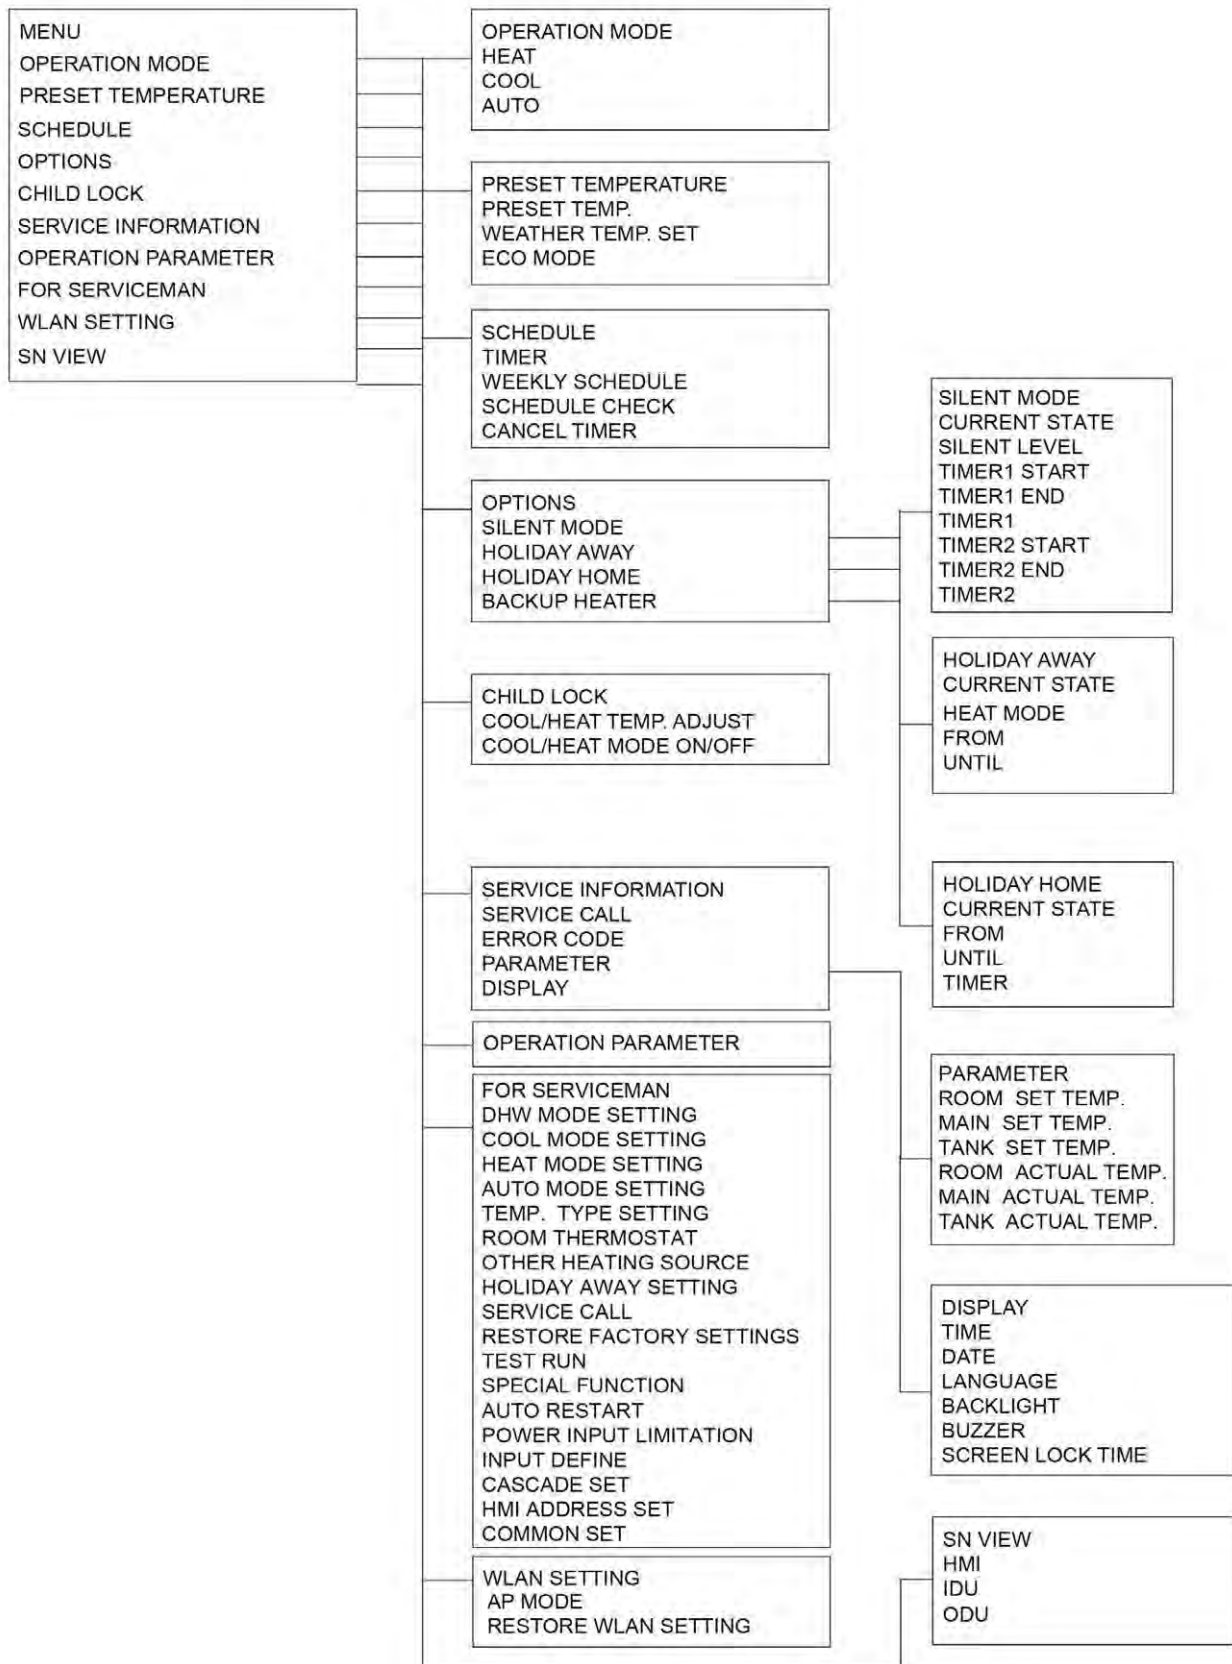 MENU
OPERATION MODE
PRESET TEMPERATURE
SCHEDULE
OPTIONS
CHILD LOCK
SERVICE INFORMATION
OPERATION PARAMETER
FOR SERVICEMAN
WLAN SETTING
SN VIEW
OPERATION MODE
HEAT
COOL
AUTO
PRESET TEMPERATURE
PRESET TEMP.
WEATHER TEMP. SET
ECO MODE
SCHEDULE
TIMER
WEEKLY SCHEDULE
SCHEDULE CHECK
CANCEL TIMER
OPTIONS
SILENT MODE
HOLIDAY AWAY
HOLIDAY HOME
BACKUP HEATER
CHILD LOCK
COOL/HEAT TEMP. ADJUST
COOL/HEAT MODE ON/OFF
SERVICE INFORMATION
SERVICE CALL
ERROR CODE
PARAMETER
DISPLAY
OPERATION PARAMETER
FOR SERVICEMAN
DHW MODE SETTING
COOL MODE SETTING
HEAT MODE SETTING
AUTO MODE SETTING
TEMP. TYPE SETTING
ROOM THERMOSTAT
OTHER HEATING SOURCE
HOLIDAY AWAY SETTING
SERVICE CALL
RESTORE FACTORY SETTINGS
TEST RUN
SPECIAL FUNCTION
AUTO RESTART
POWER INPUT LIMITATION
INPUT DEFINE
CASCADE SET
HMI ADDRESS SET
COMMON SET
WLAN SETTING
AP MODE
RESTORE WLAN SETTING
SILENT MODE
CURRENT STATE
SILENT LEVEL
TIMER1 START
TIMER1 END
TIMER1
TIMER2 START
TIMER2 END
TIMER2
HOLIDAY AWAY
CURRENT STATE
HEAT MODE
FROM
UNTIL
HOLIDAY HOME
CURRENT STATE
FROM
UNTIL
TIMER
PARAMETER
ROOM SET TEMP.
MAIN SET TEMP.
TANK SET TEMP.
ROOM ACTUAL TEMP.
MAIN ACTUAL TEMP.
TANK ACTUAL TEMP.
DISPLAY
TIME
DATE
LANGUAGE
BACKLIGHT
BUZZER
SCREEN LOCK TIME
SN VIEW
HMI
IDU
ODU